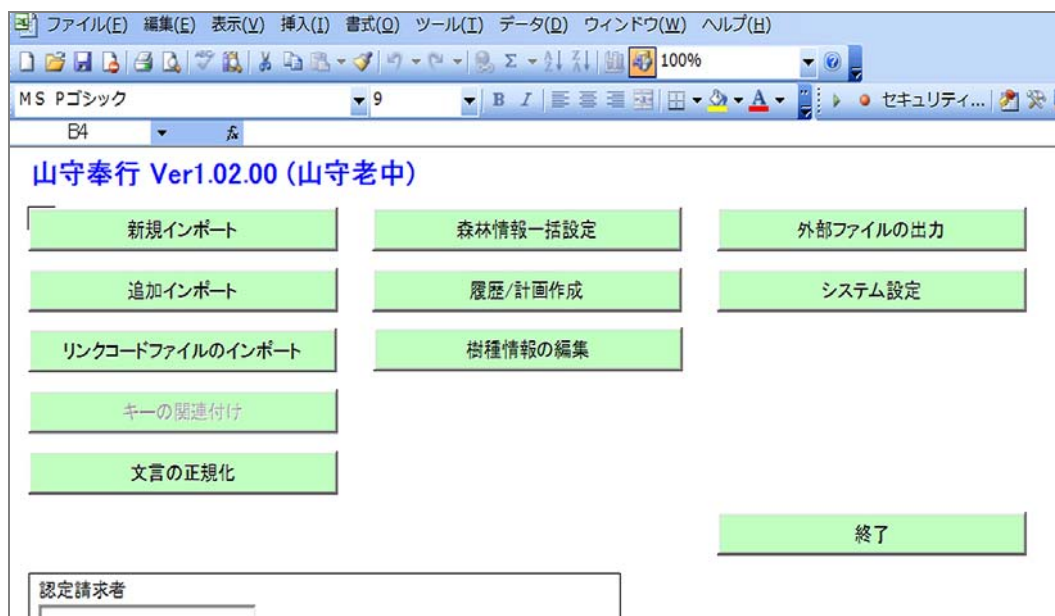 ファイル(F) 編集(E) 表示(V) 挿入(I) 書式(O) ツール(T) データ(D) ウィンドウ(W) ヘルプ(H)
100%
MS Pゴシック 9 B I A セキュリティ...
B4 fx
山守奉行 Ver1.02.00 (山守老中)
新規インポート 森林情報一括設定 外部ファイルの出力
追加インポート 履歴/計画作成 システム設定
リンクコードファイルのインポート 樹種情報の編集
キーの関連付け
文言の正規化
終了
認定請求者